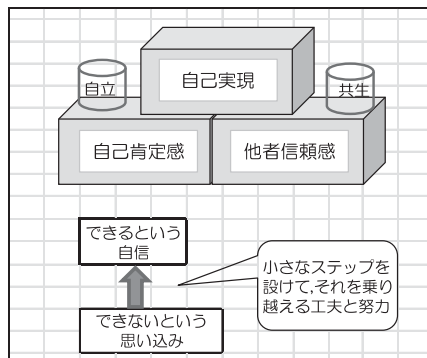 自己実現
自立
共生
自己肯定感
他者信頼感
できるという
自信
小さなステップを
設けて，それを乗り
越える工夫と努力
できないという
思い込み